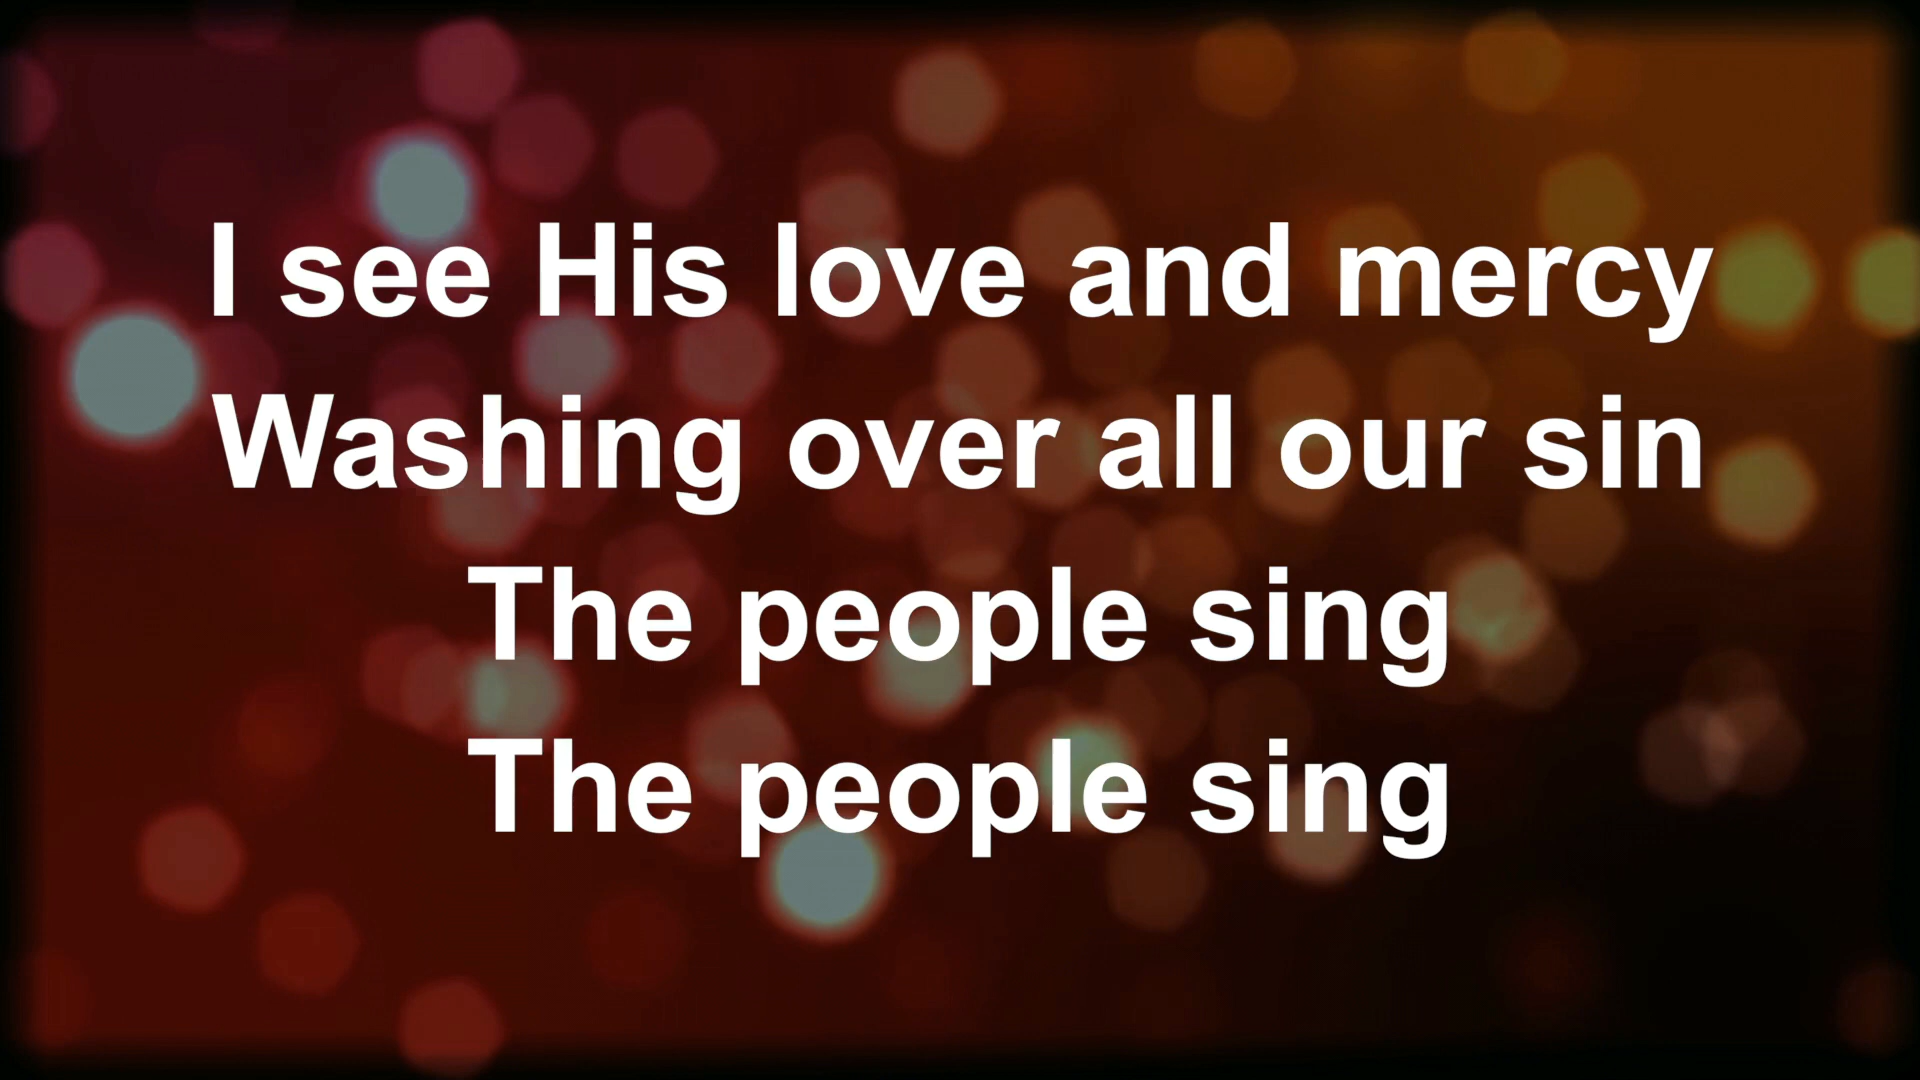 I see His love and mercy
Washing over all our sin
The people sing
The people sing